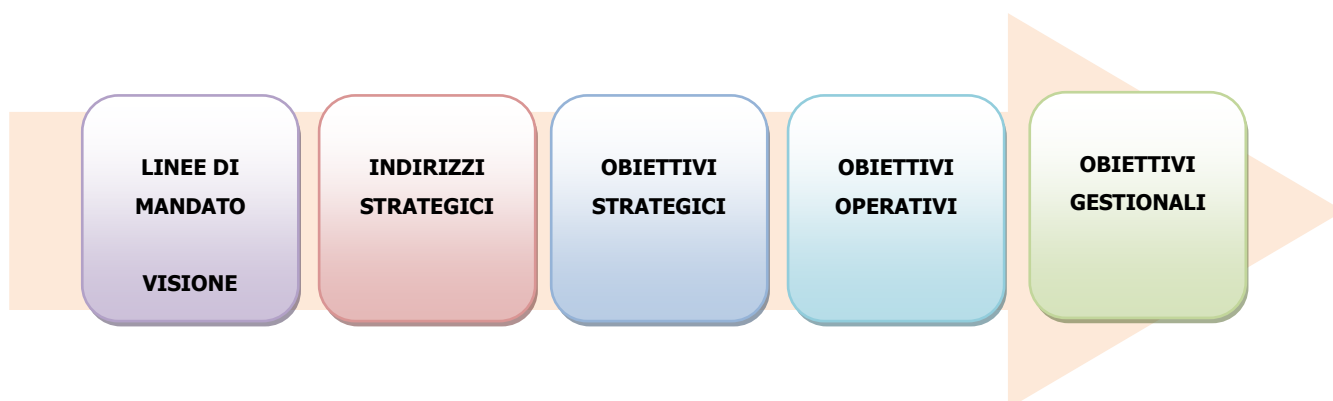 LINEE DI
MANDATO
VISIONE
INDIRIZZI
STRATEGICI
OBIETTIVI
STRATEGICI
OBIETTIVI
OPERATIVI
OBIETTIVI
GESTIONALI